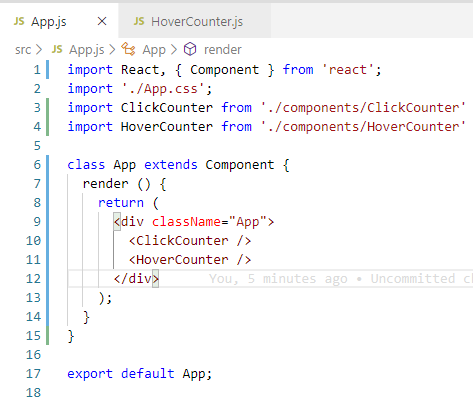 JS App.js × JS HoverCounter.js
src > JS App.js > App > render
1 import React, { Component } from 'react';
2 import './App.css';
3 import ClickCounter from './components/ClickCounter'
4 import HoverCounter from './components/HoverCounter'
5
6 class App extends Component {
7 render () {
8 return (
9 <div className="App">
10 <ClickCounter />
11 <HoverCounter />
12 </div> You, 5 minutes ago • Uncommitted
13 );
14 }
15 }
16
17 export default App;
18